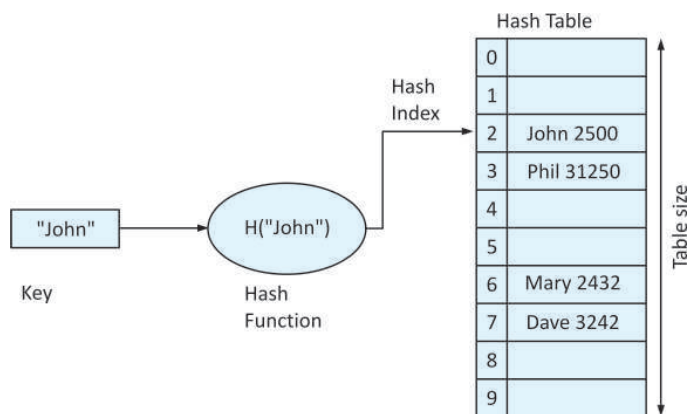 Hash Table
0
1
Hash
Index
2 John 2500
3 Phil 31250
4
"John"
H("John")
5
Key
Hash
Function
6 Mary 2432
7 Dave 3242
8
9
Table size